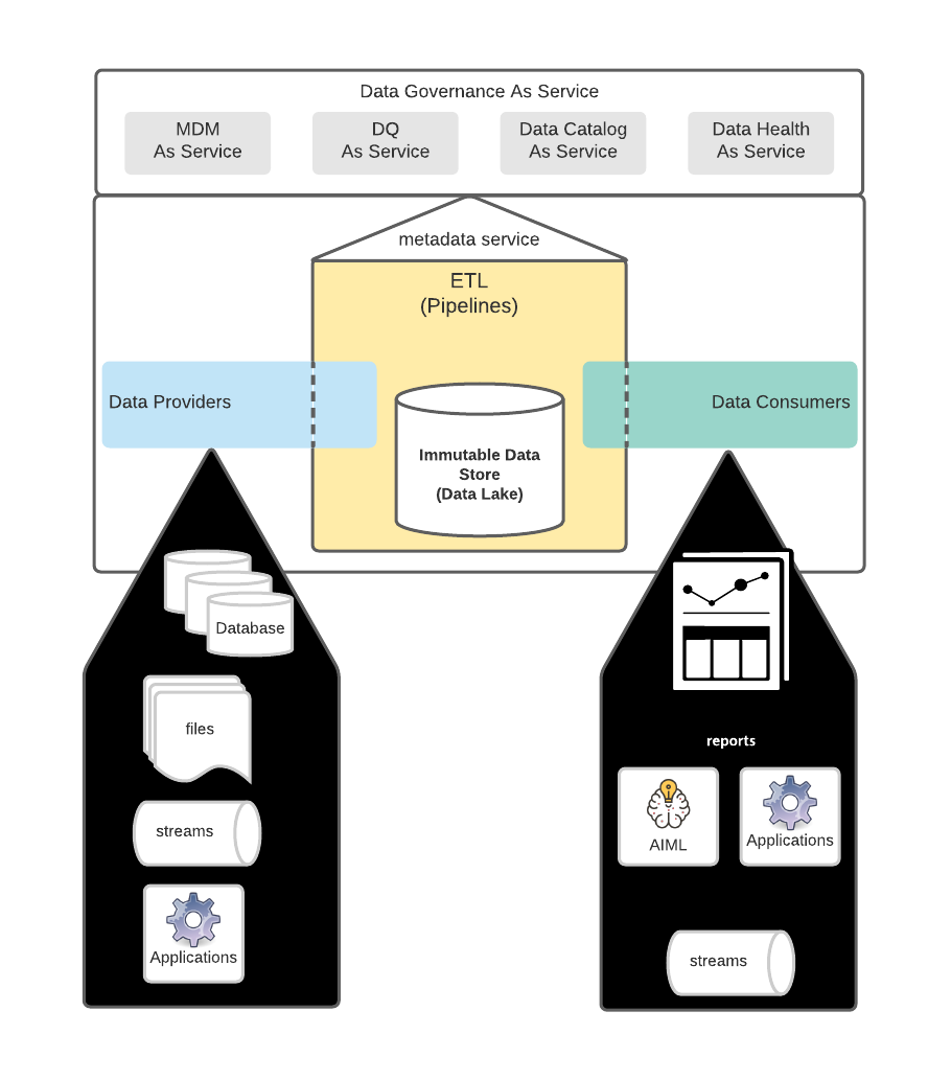 Data Governance As Service
MDM
As Service
DQ
As Service
Data Catalog
As Service
Data Health
As Service
metadata service
ETL
(Pipelines)
Data Providers
Data Consumers
Immutable Data
Store
(Data Lake)
Database
files
streams
Applications
reports
AIML
Applications
streams